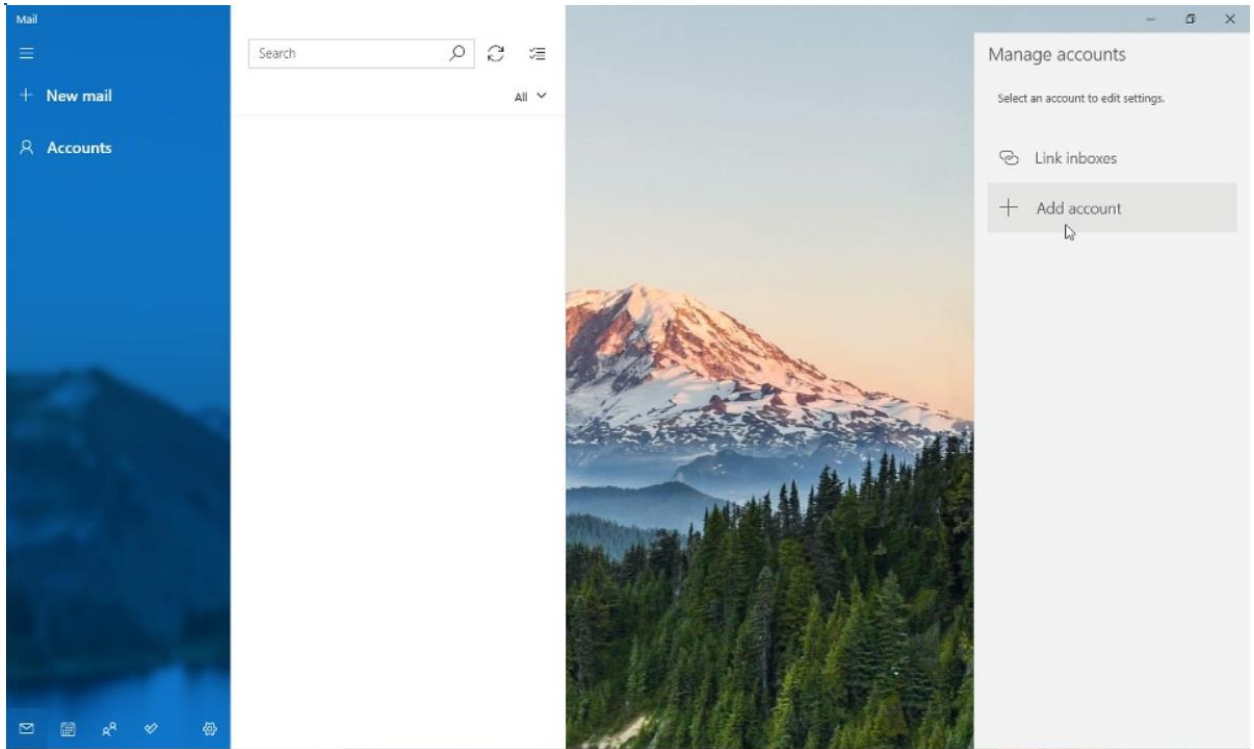 Mail
New mail
Accounts
Search
All
Manage accounts
Select an account to edit settings.
Link inboxes
Add account